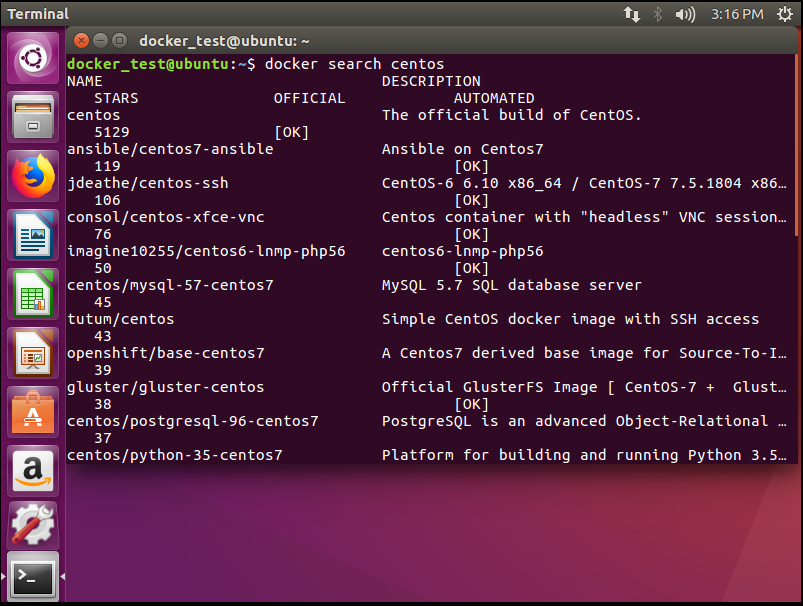 Terminal
3:16 PM
docker_test@ubuntu: ~
docker_test@ubuntu:~$ docker search centos
NAME DESCRIPTION
STARS OFFICIAL AUTOMATED
centos The official build of CentOS.
5129 [OK]
ansible/centos7-ansible Ansible on Centos7
119 [OK]
jdeathe/centos-ssh CentOS-6 6.10 x86_64 / CentOS-7 7.5.1804 x86…
106 [OK]
consol/centos-xfce-vnc Centos container with "headless" VNC session…
76 [OK]
imagine10255/centos6-lnmp-php56 centos6-lnmp-php56
50 [OK]
centos/mysql-57-centos7 MySQL 5.7 SQL database server
45
tutum/centos Simple CentOS docker image with SSH access
43
openshift/base-centos7 A Centos7 derived base image for Source-To-I…
39
gluster/gluster-centos Official GlusterFS Image [ CentOS-7 +  Glust…
38 [OK]
centos/postgresql-96-centos7 PostgreSQL is an advanced Object-Relational …
37
centos/python-35-centos7 Platform for building and running Python 3.5…